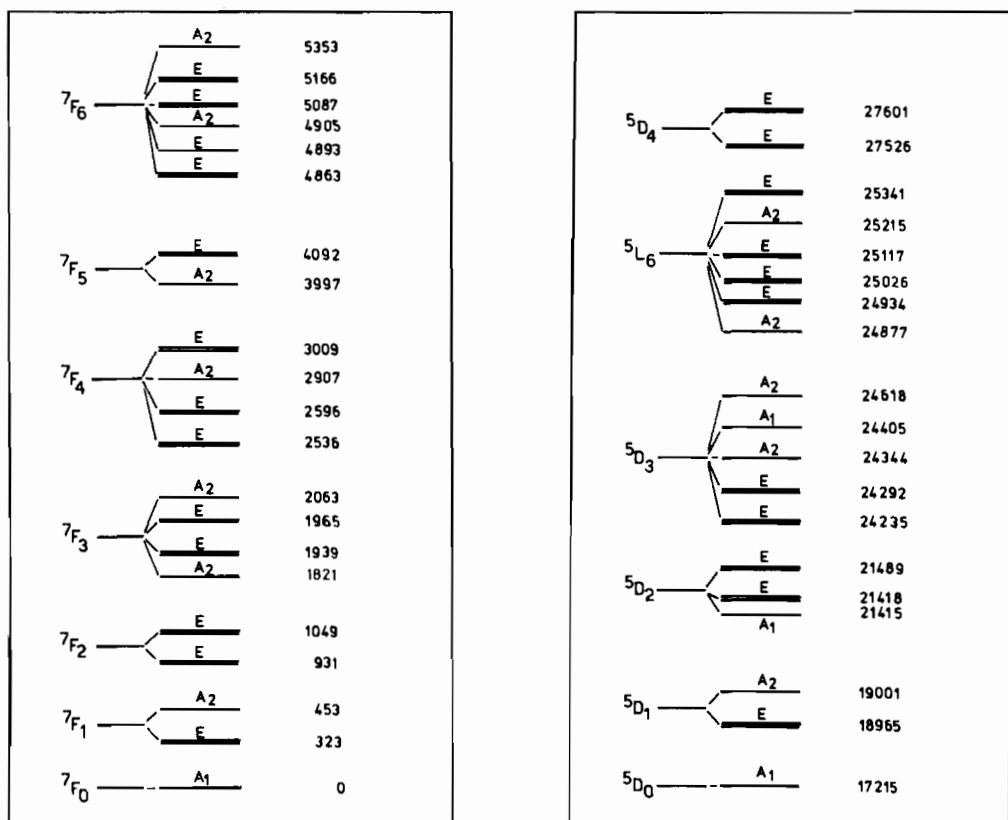 A2 5353
E 5166
7F6 E 5087
A2 4905
E 4893
E 4863
E 4092
7F5
A2 3997
E 3009
7F4 A2 2907
E 2596
E 2536
A2 2063
E 1965
7F3
E 1939
A2 1821
E 1049
7F2
E 931
A2 453
7F1
E 323
7F0 A1 0
E 27601
5D4
E 27526
E 25341
A2 25215
5L6 E 25117
E 25026
E 24934
A2 24877
A2 24618
A1 24405
5D3 A2 24344
E 24292
E 24235
E 21489
5D2
E 21418
21415
A1
A2 19001
5D1
E 18965
5D0 A1 17215